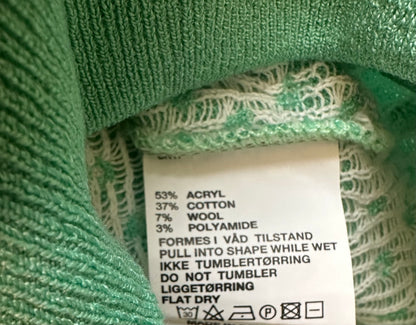 53% ACRYL
37% COTTON
7% WOOL
3% POLYAMIDE
FORMES I VÅD TILSTAND
PULL INTO SHAPE WHILE WET
IKKE TUMBLERTØRRING
DO NOT TUMBLER
LIGGETØRRING
FLAT DRY
30 P